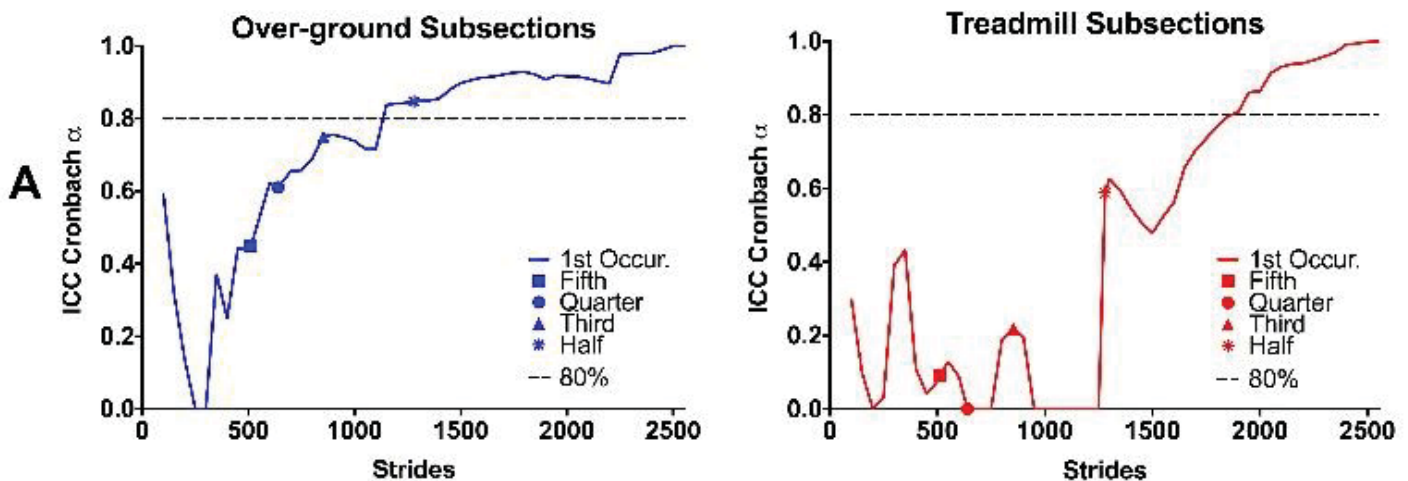 A
Over-ground Subsections
ICC Cronbach α
1.0
0.8
0.6
0.4
0.2
0.0
1st Occur.
Fifth
Quarter
Third
Half
80%
0 500 1000 1500 2000 2500
Strides
Treadmill Subsections
ICC Cronbach α
1.0
0.8
0.6
0.4
0.2
0.0
1st Occur.
Fifth
Quarter
Third
Half
80%
0 500 1000 1500 2000 2500
Strides